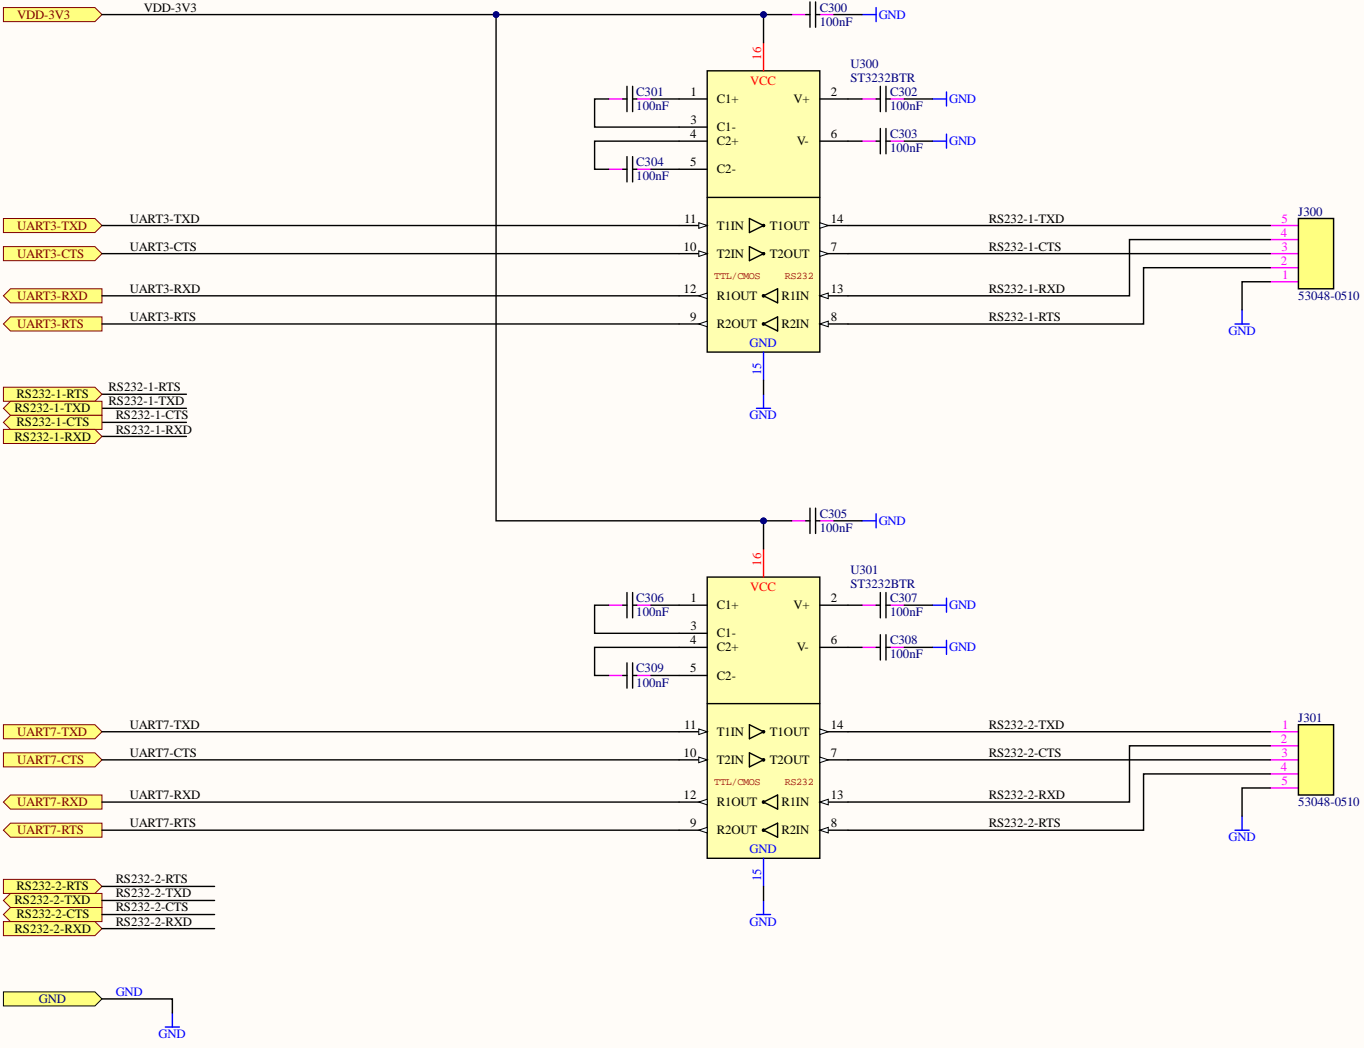 VDD-3V3
VDD-3V3
C300
100nF
GND
16
U300
ST3232BTR
VCC
C301
100nF
1
C1+
V+
2
C302
100nF
GND
3
C1-
4
C2+
V-
6
C303
100nF
GND
C304
100nF
5
C2-
UART3-TXD
UART3-TXD
11
T1IN
T1OUT
14
RS232-1-TXD
UART3-CTS
UART3-CTS
10
T2IN
T2OUT
7
RS232-1-CTS
TTL/CMOS
RS232
UART3-RXD
UART3-RXD
12
R1OUT
R1IN
13
RS232-1-RXD
UART3-RTS
UART3-RTS
9
R2OUT
R2IN
8
RS232-1-RTS
GND
15
GND
J300
5
4
3
2
1
53048-0510
GND
RS232-1-RTS
RS232-1-RTS
RS232-1-TXD
RS232-1-TXD
RS232-1-CTS
RS232-1-CTS
RS232-1-RXD
RS232-1-RXD
C305
100nF
GND
16
U301
ST3232BTR
VCC
C306
100nF
1
C1+
V+
2
C307
100nF
GND
3
C1-
4
C2+
V-
6
C308
100nF
GND
C309
100nF
5
C2-
UART7-TXD
UART7-TXD
11
T1IN
T1OUT
14
RS232-2-TXD
UART7-CTS
UART7-CTS
10
T2IN
T2OUT
7
RS232-2-CTS
TTL/CMOS
RS232
UART7-RXD
UART7-RXD
12
R1OUT
R1IN
13
RS232-2-RXD
UART7-RTS
UART7-RTS
9
R2OUT
R2IN
8
RS232-2-RTS
GND
15
GND
J301
1
2
3
4
5
53048-0510
GND
RS232-2-RTS
RS232-2-RTS
RS232-2-TXD
RS232-2-TXD
RS232-2-CTS
RS232-2-CTS
RS232-2-RXD
RS232-2-RXD
GND
GND
GND